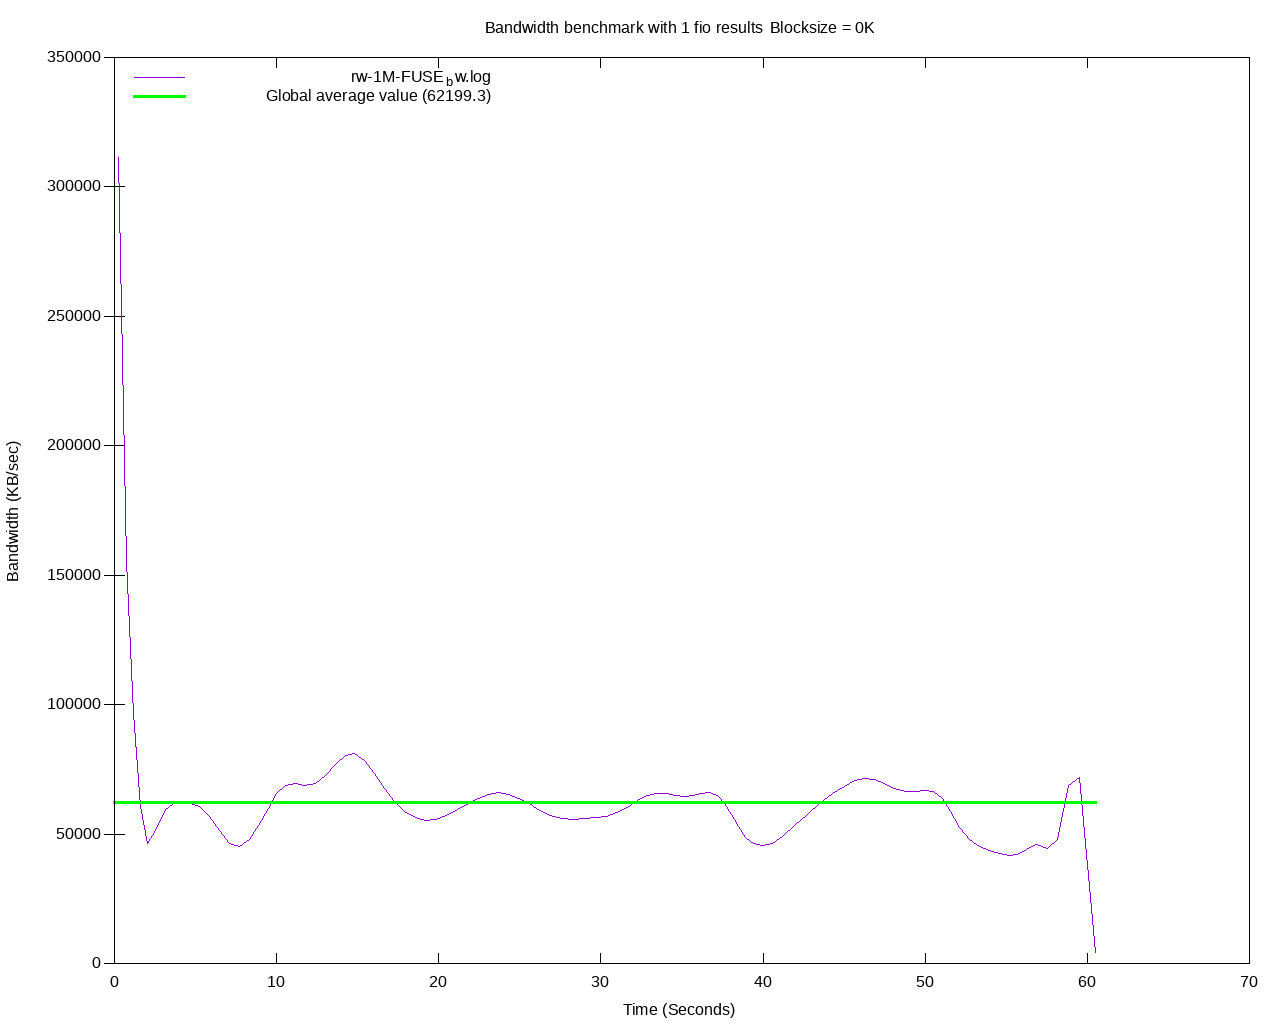 Bandwidth benchmark with 1 fio results Blocksize = 0K
350000
300000
250000
200000
150000
100000
50000
0
rw-1M-FUSEbw.log
Global average value (62199.3)
Bandwidth (KB/sec)
0 10 20 30 40 50 60 70
Time (Seconds)